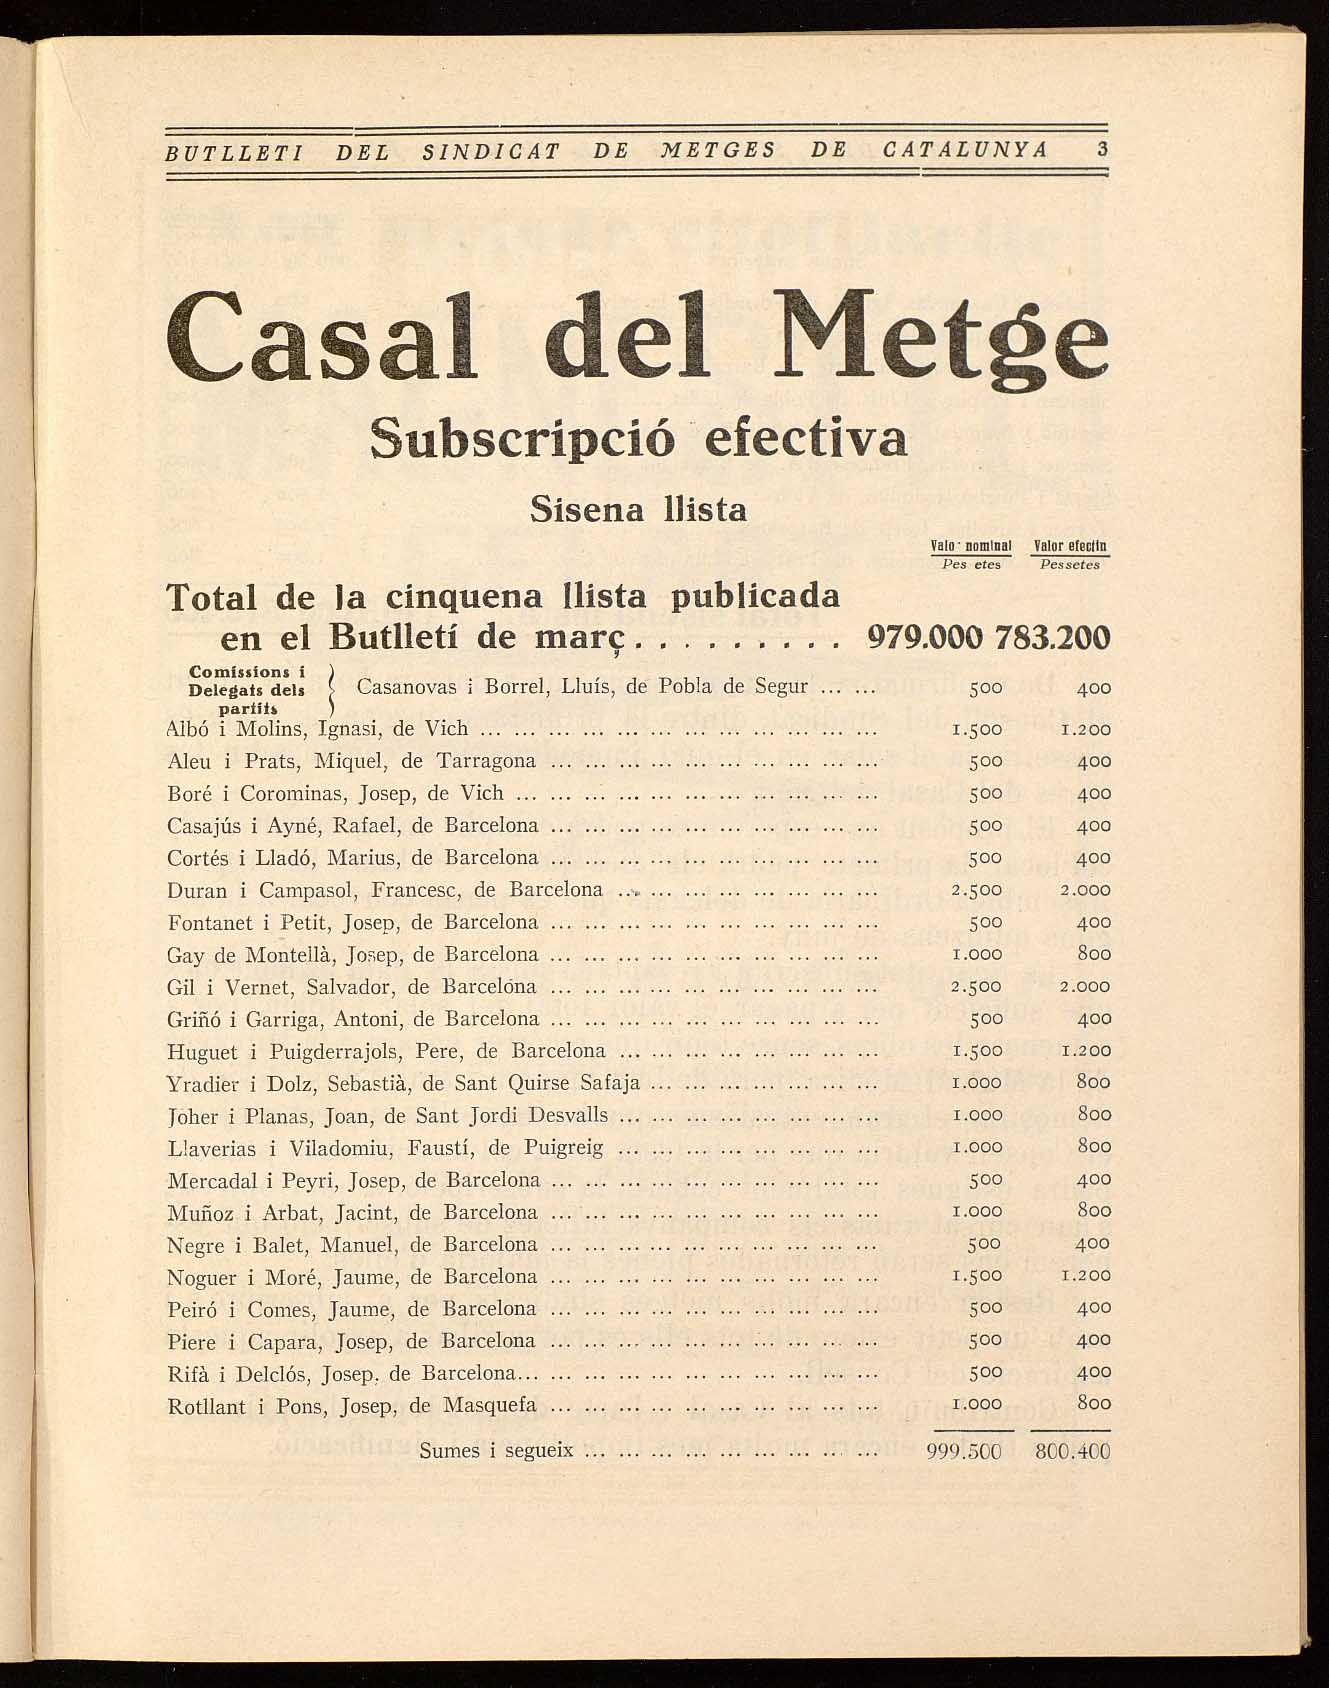 BUTLLETI DEL SINDICAT DE METGES DE CATALUNYA 3
Casal del Metge
Subscripció efectiva
Sisena llista
Valo nominal Valor efectiu
Pes etes Pessetes
Total de la cinquena llista publicada
en el Butlletí de març . . . . . . . . . 979.000 783.200
Comissions i
Delegats dels } Casanovas i Borrel, Lluís, de Pobla de Segur ... ... 500 400
partits
Albó i Molins, Ignasi, de Vich ... ... ... ... ... ... ... ... ... ... ... ... 1.500 1.200
Aleu i Prats, Miquel, de Tarragona ... ... ... ... ... ... ... ... ... ... 500 400
Boré i Corominas, Josep, de Vich ... ... ... ... ... ... ... ... ... ... ... 500 400
Casajús i Ayné, Rafael, de Barcelona ... ... ... ... ... ... ... ... ... ... 500 400
Cortés i Lladó, Marius, de Barcelona ... ... ... ... ... ... ... ... ... ... 500 400
Duran i Campasol, Francesc, de Barcelona ... ... ... ... ... ... ... ... 2.500 2.000
Fontanet i Petit, Josep, de Barcelona ... ... ... ... ... ... ... ... ... ... 500 400
Gay de Montellà, Josep, de Barcelona ... ... ... ... ... ... ... ... ... ... 1.000 800
Gil i Vernet, Salvador, de Barcelona ... ... ... ... ... ... ... ... ... ... 2.500 2.000
Griñó i Garriga, Antoni, de Barcelona ... ... ... ... ... ... ... ... ... ... 500 400
Huguet i Puigderrajols, Pere, de Barcelona ... ... ... ... ... ... ... ... 1.500 1.200
Yradier i Dolz, Sebastià, de Sant Quirse Safaja ... ... ... ... ... ... ... 1.000 800
Joher i Planas, Joan, de Sant Jordi Desvalls ... ... ... ... ... ... ... ... 1.000 800
Llaverias i Viladomiu, Faustí, de Puigreig ... ... ... ... ... ... ... ... 1.000 800
Mercadal i Peyri, Josep, de Barcelona ... ... ... ... ... ... ... ... ... ... 500 400
Muñoz i Arbat, Jacint, de Barcelona ... ... ... ... ... ... ... ... ... ... 1.000 800
Negre i Balet, Manuel, de Barcelona ... ... ... ... ... ... ... ... ... ... 500 400
Noguer i Moré, Jaume, de Barcelona ... ... ... ... ... ... ... ... ... ... 1.500 1.200
Peiró i Comes, Jaume, de Barcelona ... ... ... ... ... ... ... ... ... ... 500 400
Piere i Capara, Josep, de Barcelona ... ... ... ... ... ... ... ... ... ... 500 400
Rifà i Delclós, Josep, de Barcelona... ... ... ... ... ... ... ... ... ... ... 500 400
Rotllant i Pons, Josep, de Masquefa ... ... ... ... ... ... ... ... ... ... 1.000 800
Sumes i segueix ... ... ... ... ... ... ... ... ... 999.500 800.400